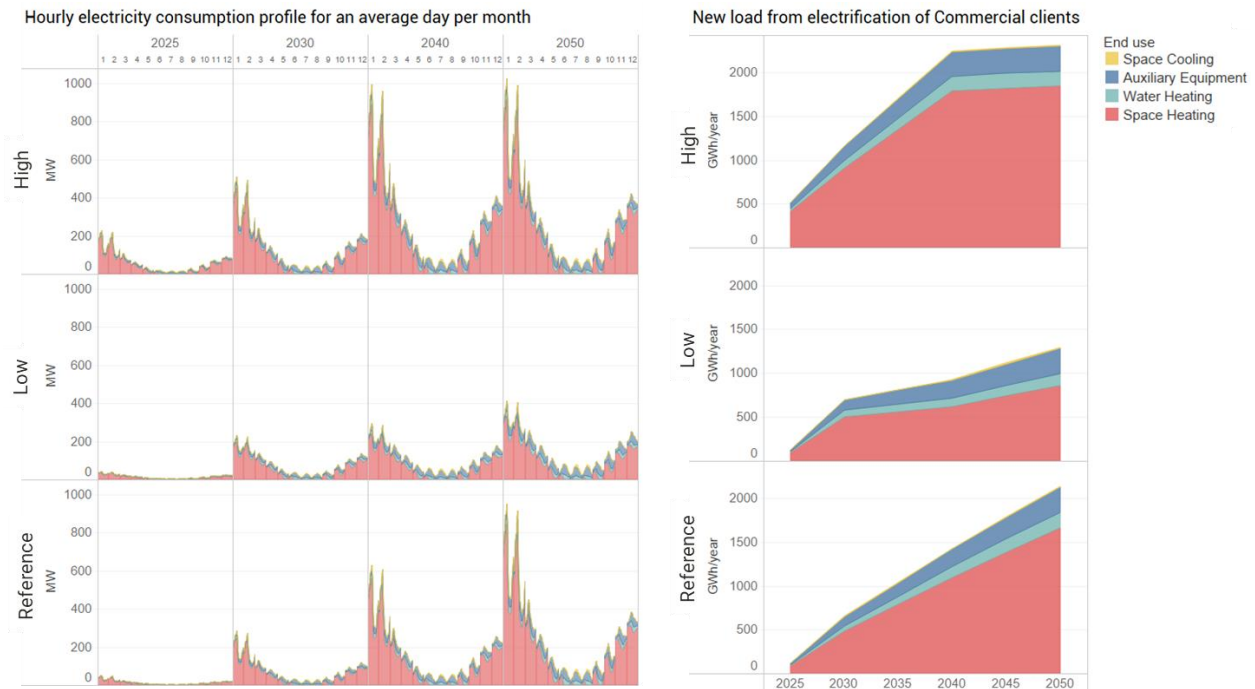 Hourly electricity consumption profile for an average day per month
2025 2030 2040 2050
1 2 3 4 5 6 7 8 9 10 11 12 1 2 3 4 5 6 7 8 9 10 11 12 1 2 3 4 5 6 7 8 9 10 11 12 1 2 3 4 5 6 7 8 9 10 11 12
High
MW
1000
800
600
400
200
0
Low
MW
1000
800
600
400
200
0
Reference
MW
1000
800
600
400
200
0
New load from electrification of Commercial clients
High
GWh/year
2000
1500
1000
500
0
Low
GWh/year
2000
1500
1000
500
0
Reference
GWh/year
2000
1500
1000
500
0
2025 2030 2035 2040 2045 2050
End use
Space Cooling
Auxiliary Equipment
Water Heating
Space Heating